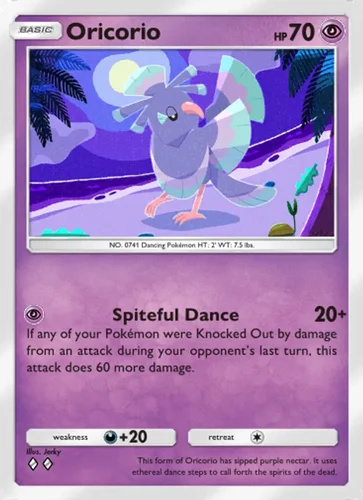 BASIC Oricorio HP 70
NO. 0741 Dancing Pokémon HT: 2' WT: 7.5 lbs.
Spiteful Dance 20+
If any of your Pokémon were Knocked Out by damage
from an attack during your opponent's last turn, this
attack does 60 more damage.
weakness +20 retreat
Illus. Jerky
This form of Oricorio has sipped purple nectar. It uses
ethereal dance steps to call forth the spirits of the dead.